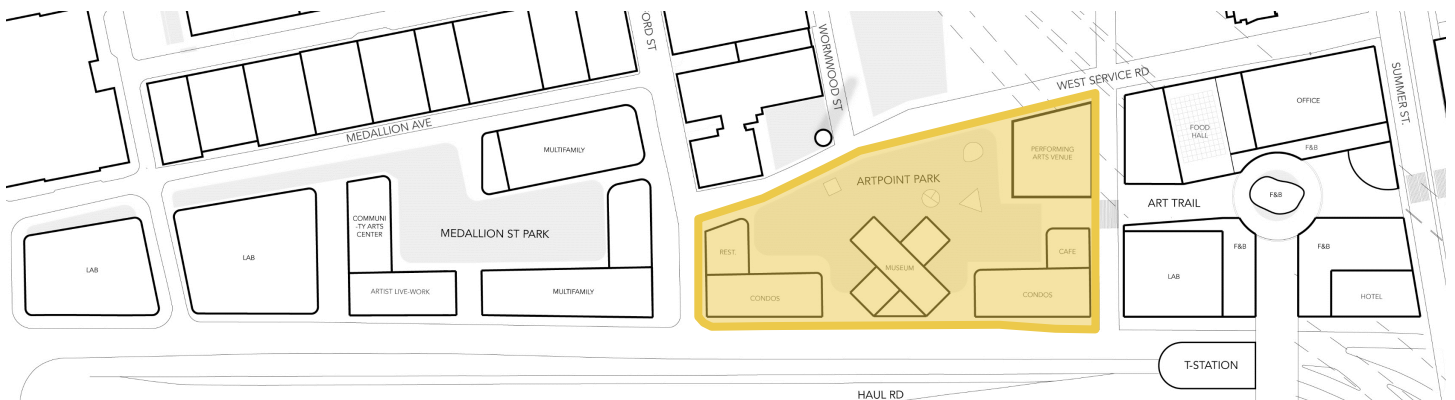 ORD ST
WORMWOOD ST
WEST SERVICE RD
SUMMER ST.
MEDALLION AVE
MULTIFAMILY
OFFICE
FOOD
HALL
F&B
PERFORMING
ARTS VENUE
ARTPOINT PARK
ART TRAIL
F&B
COMMUNI
-TY ARTS
CENTER
MEDALLION ST PARK
LAB
LAB
REST.
MUSEUM
CAFE
F&B
F&B
LAB
ARTIST LIVE-WORK
MULTIFAMILY
CONDOS
CONDOS
HOTEL
T-STATION
HAUL RD